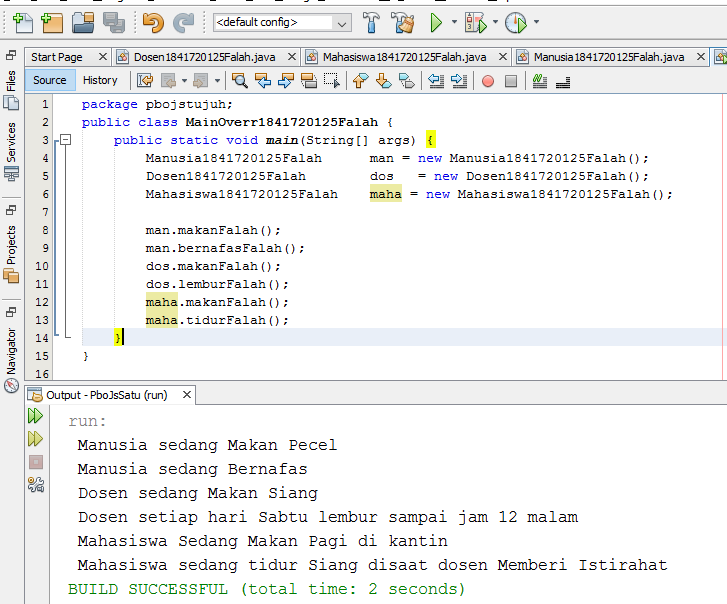 <default config>
Start Page
Dosen1841720125Falah.java
Mahasiswa1841720125Falah.java
Manusia1841720125Falah.java
Source
History
Files
Services
Projects
Navigator
1 package pbojstujuh;
2 public class MainOverr1841720125Falah {
3 public static void main(String[] args) {
4 Manusia1841720125Falah man = new Manusia1841720125Falah();
5 Dosen1841720125Falah dos = new Dosen1841720125Falah();
6 Mahasiswa1841720125Falah maha = new Mahasiswa1841720125Falah();
7
8 man.makanFalah();
9 man.bernafasFalah();
10 dos.makanFalah();
11 dos.lemburFalah();
12 maha.makanFalah();
13 maha.tidurFalah();
14 }
15 }
16
Output - PboJsSatu (run)
run:
Manusia sedang Makan Pecel
Manusia sedang Bernafas
Dosen sedang Makan Siang
Dosen setiap hari Sabtu lembur sampai jam 12 malam
Mahasiswa Sedang Makan Pagi di kantin
Mahasiswa sedang tidur Siang disaat dosen Memberi Istirahat
BUILD SUCCESSFUL (total time: 2 seconds)